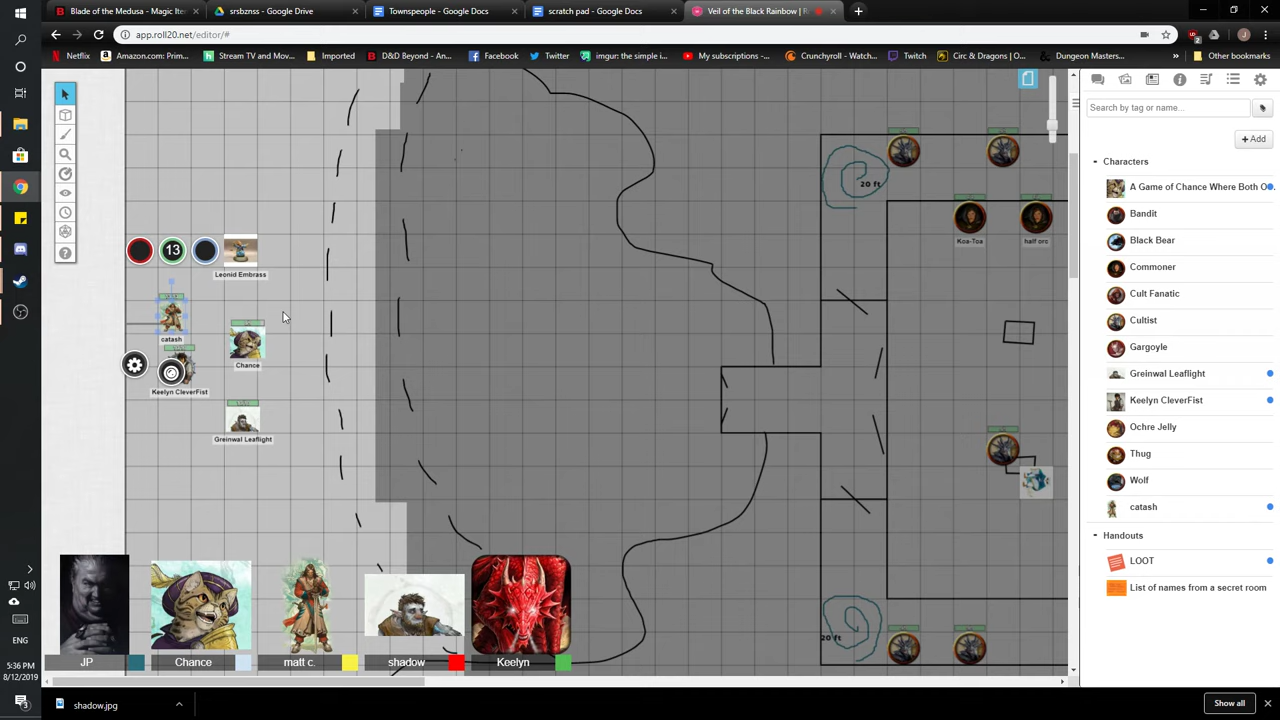 Blade of the Medusa - Magic Ite
srsbznss - Google Drive
Townspeople - Google Docs
scratch pad - Google Docs
Veil of the Black Rainbow | R
app.roll20.net/editor/#
Netflix
Amazon.com - Prime...
Stream TV and Mov...
Imported
D&D Beyond - An...
Facebook
Twitter
imgur: the simple i...
My subscriptions -...
Crunchyroll - Watch...
Twitch
Circ & Dragons | O...
Dungeon Masters...
Other bookmarks
Search by tag or name...
+ Add
Characters
A Game of Chance Where Both O
Bandit
Black Bear
Commoner
Cult Fanatic
Cultist
Gargoyle
Greinwal Leaflight
Keelyn CleverFist
Ochre Jelly
Thug
Wolf
catash
Handouts
LOOT
List of names from a secret room
20 ft
Koa-Toa
half orc
13
Leonid Embrass
catash
Chance
Keelyn CleverFist
Greinwal Leaflight
20 ft
JP
Chance
matt c.
shadow
Keelyn
ENG
5:36 PM
8/12/2019
3
shadow.jpg
Show all